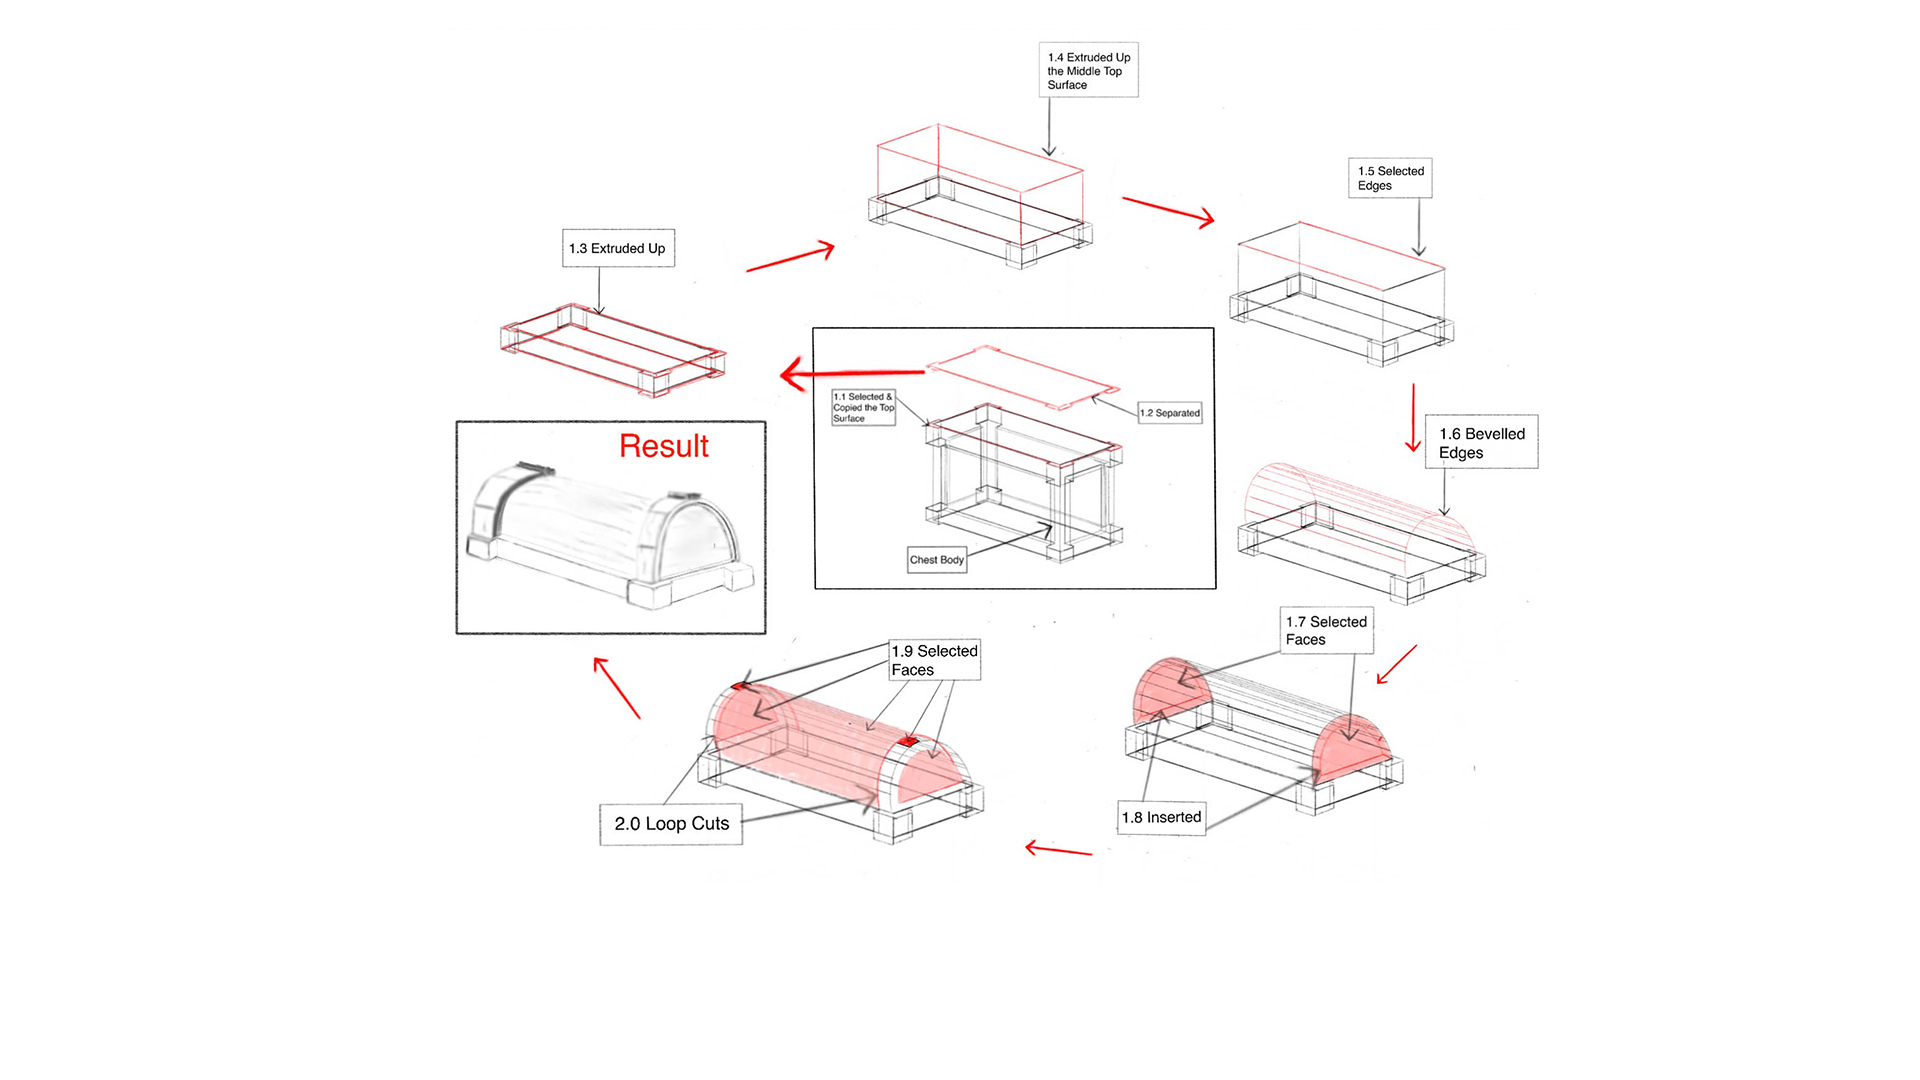 1.1 Selected &
Copied the Top
Surface
1.2 Separated
Chest Body
1.3 Extruded Up
1.4 Extruded Up
the Middle Top
Surface
1.5 Selected
Edges
1.6 Bevelled
Edges
1.7 Selected
Faces
1.8 Inserted
1.9 Selected
Faces
2.0 Loop Cuts
Result